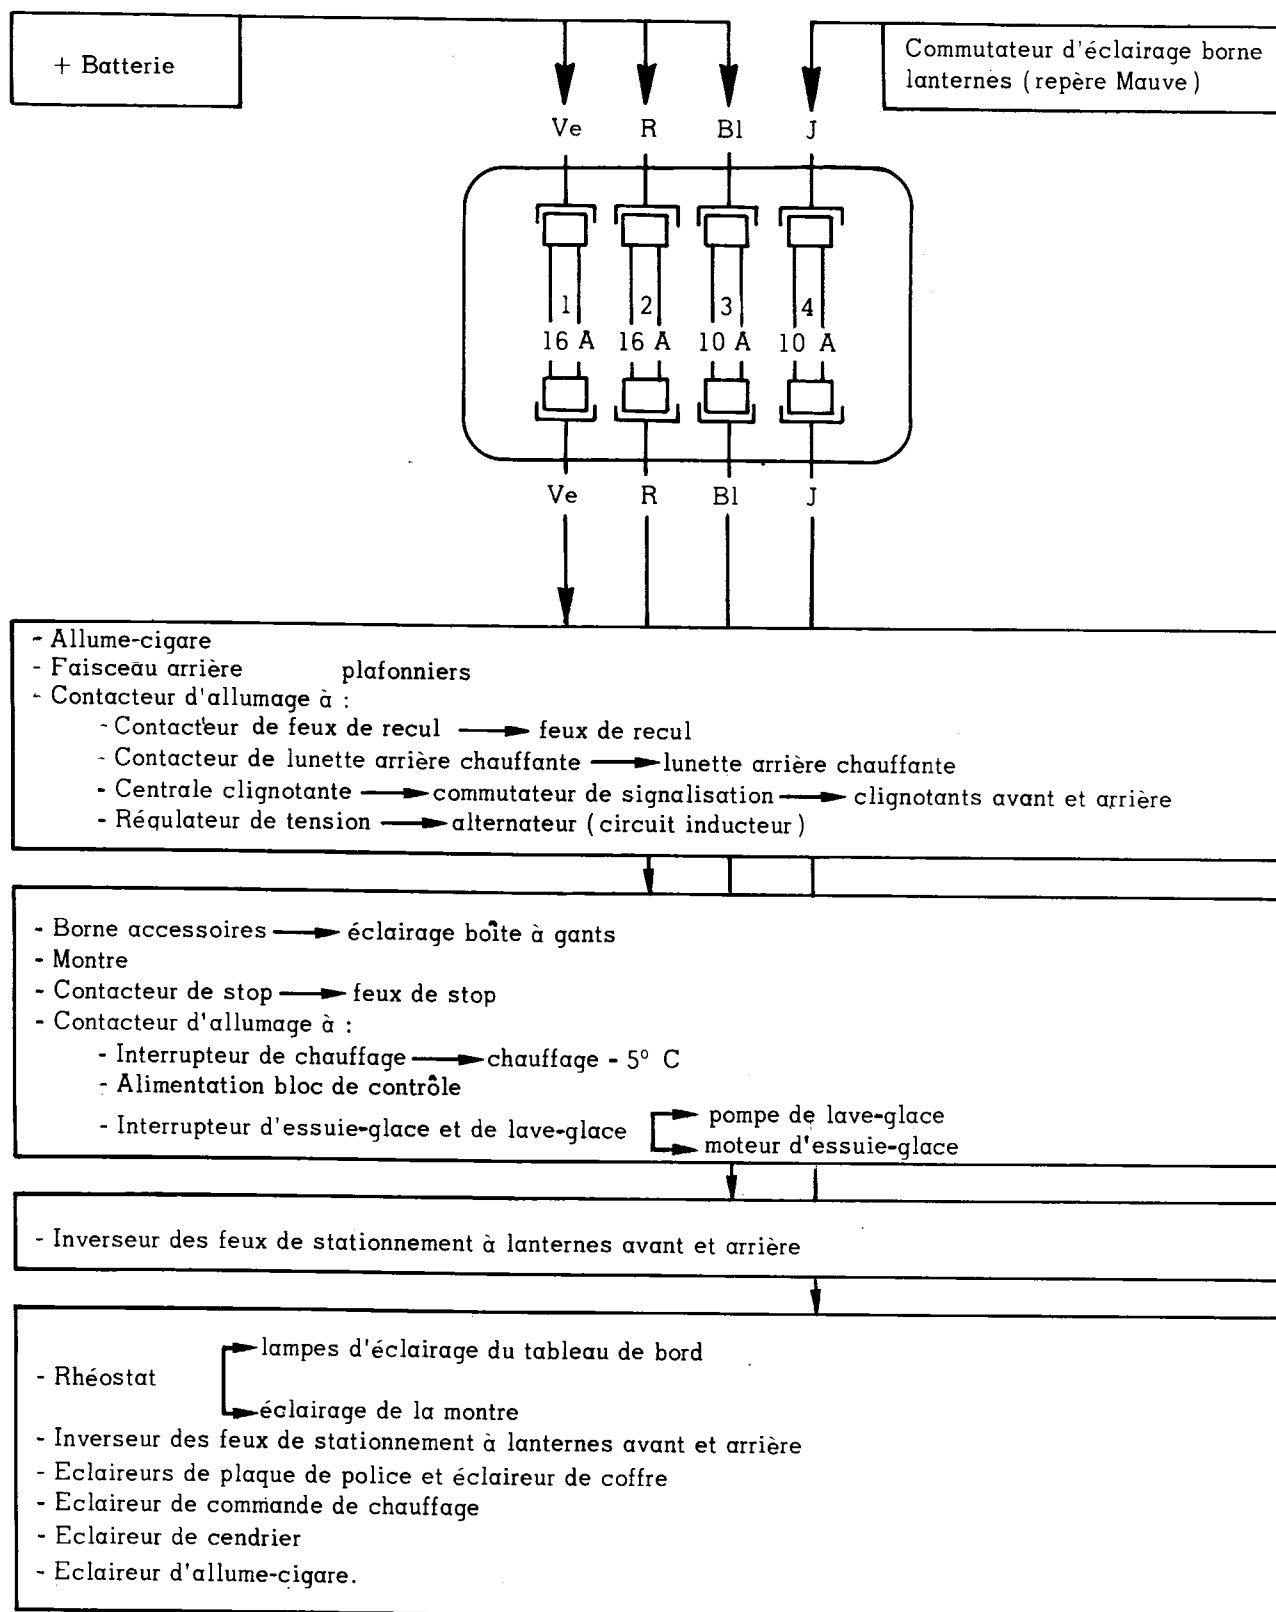 + Batterie
Commutateur d'éclairage borne
lanternes (repère Mauve)
Ve R Bl J
1 2 3 4
16 A 16 A 10 A 10 A
Ve R Bl J
- Allume-cigare
- Faisceau arrière plafonniers
- Contacteur d'allumage à :
- Contacteur de feux de recul feux de recul
- Contacteur de lunette arrière chauffante lunette arrière chauffante
- Centrale clignotante commutateur de signalisation clignotants avant et arrière
- Régulateur de tension alternateur (circuit inducteur)
- Borne accessoires éclairage boîte à gants
- Montre
- Contacteur de stop feux de stop
- Contacteur d'allumage à :
- Interrupteur de chauffage chauffage - 5° C
- Alimentation bloc de contrôle
- Interrupteur d'essuie-glace et de lave-glace
pompe de lave-glace
moteur d'essuie-glace
- Inverseur des feux de stationnement à lanternes avant et arrière
lampes d'éclairage du tableau de bord
- Rhéostat
éclairage de la montre
- Inverseur des feux de stationnement à lanternes avant et arrière
- Eclaireurs de plaque de police et éclaireur de coffre
- Eclaireur de commande de chauffage
- Eclaireur de cendrier
- Eclaireur d'allume-cigare.